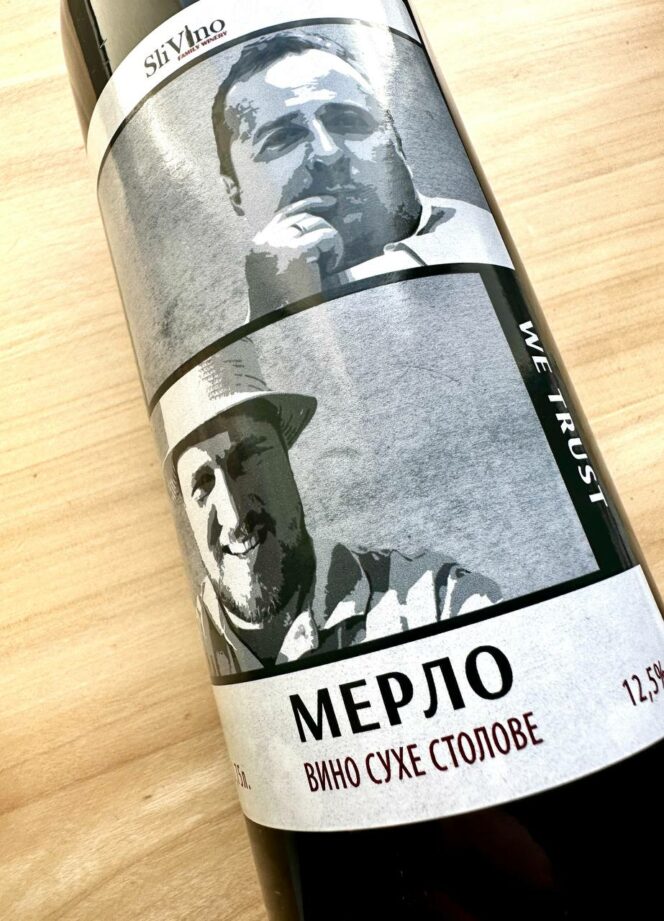 SliVino
FAMILY WINERY
WE TRUST
МЕРЛО
ВИНО СУХЕ СТОЛОВЕ
12,5%